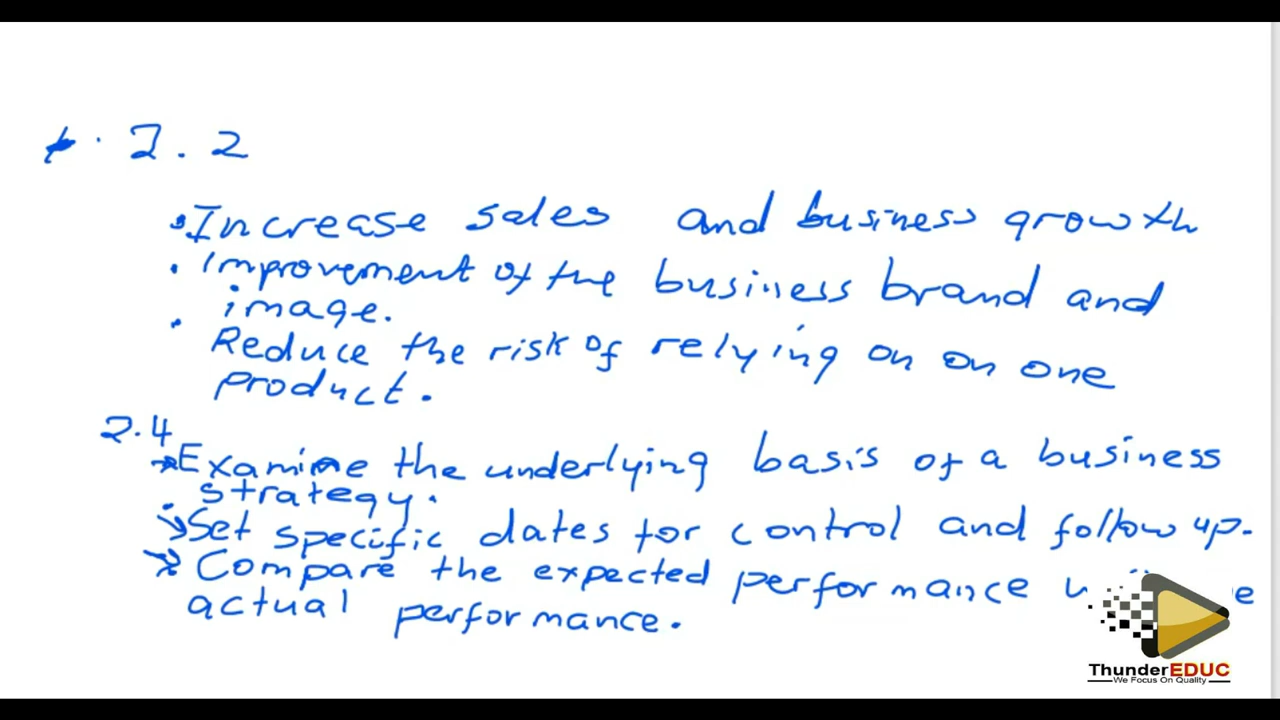 2.2
• Increase sales and business growth
• Improvement of the business brand and
image.
• Reduce the risk of relying on on one
product.
2.4
→ Examine the underlying basis of a business
strategy.
→ Set specific dates for control and follow up.
→ Compare the expected performance
actual performance.
ThunderEDUC
We Focus On Quality